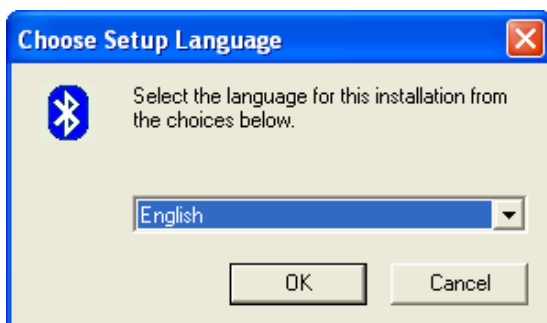 Choose Setup Language
Select the language for this installation from
the choices below.
English
OK
Cancel